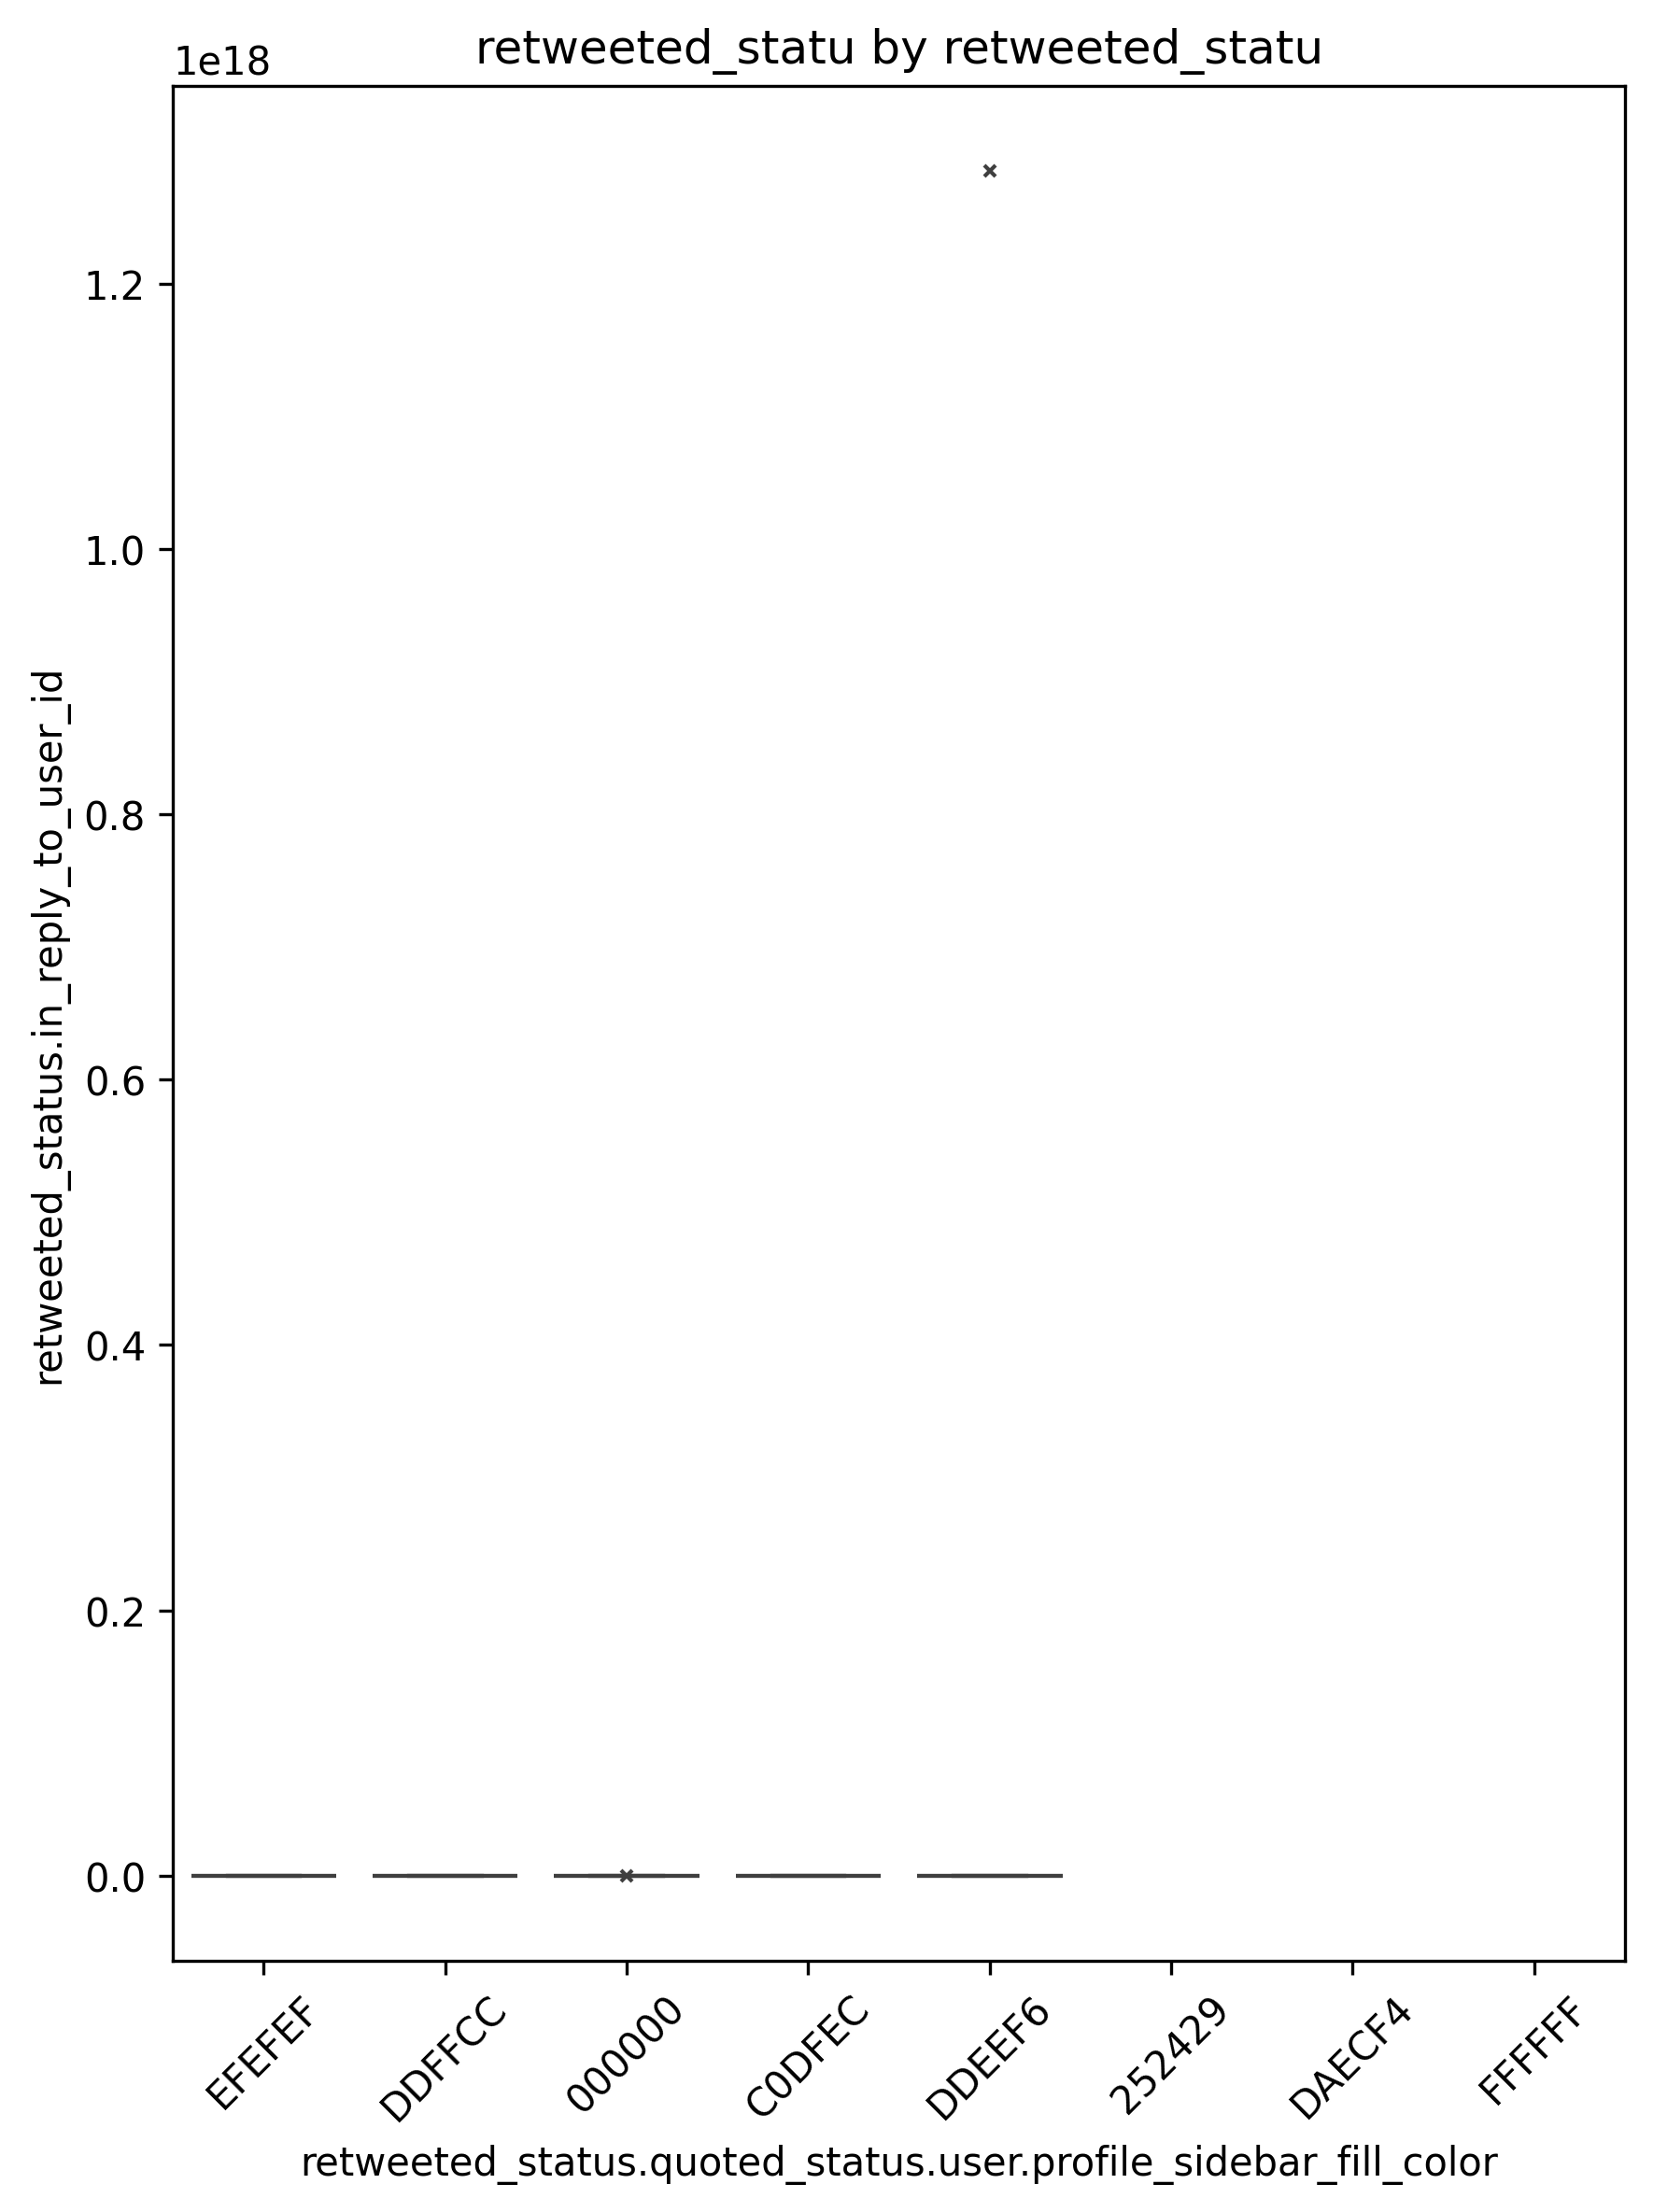 retweeted_statu by retweeted_statu
1e18
1.2
1.0
0.8
0.6
0.4
0.2
0.0
retweeted_status.in_reply_to_user_id
EFEFEF
DDFFCC
000000
C0DFEC
DDEEF6
252429
DAECF4
FFFFFF
retweeted_status.quoted_status.user.profile_sidebar_fill_color